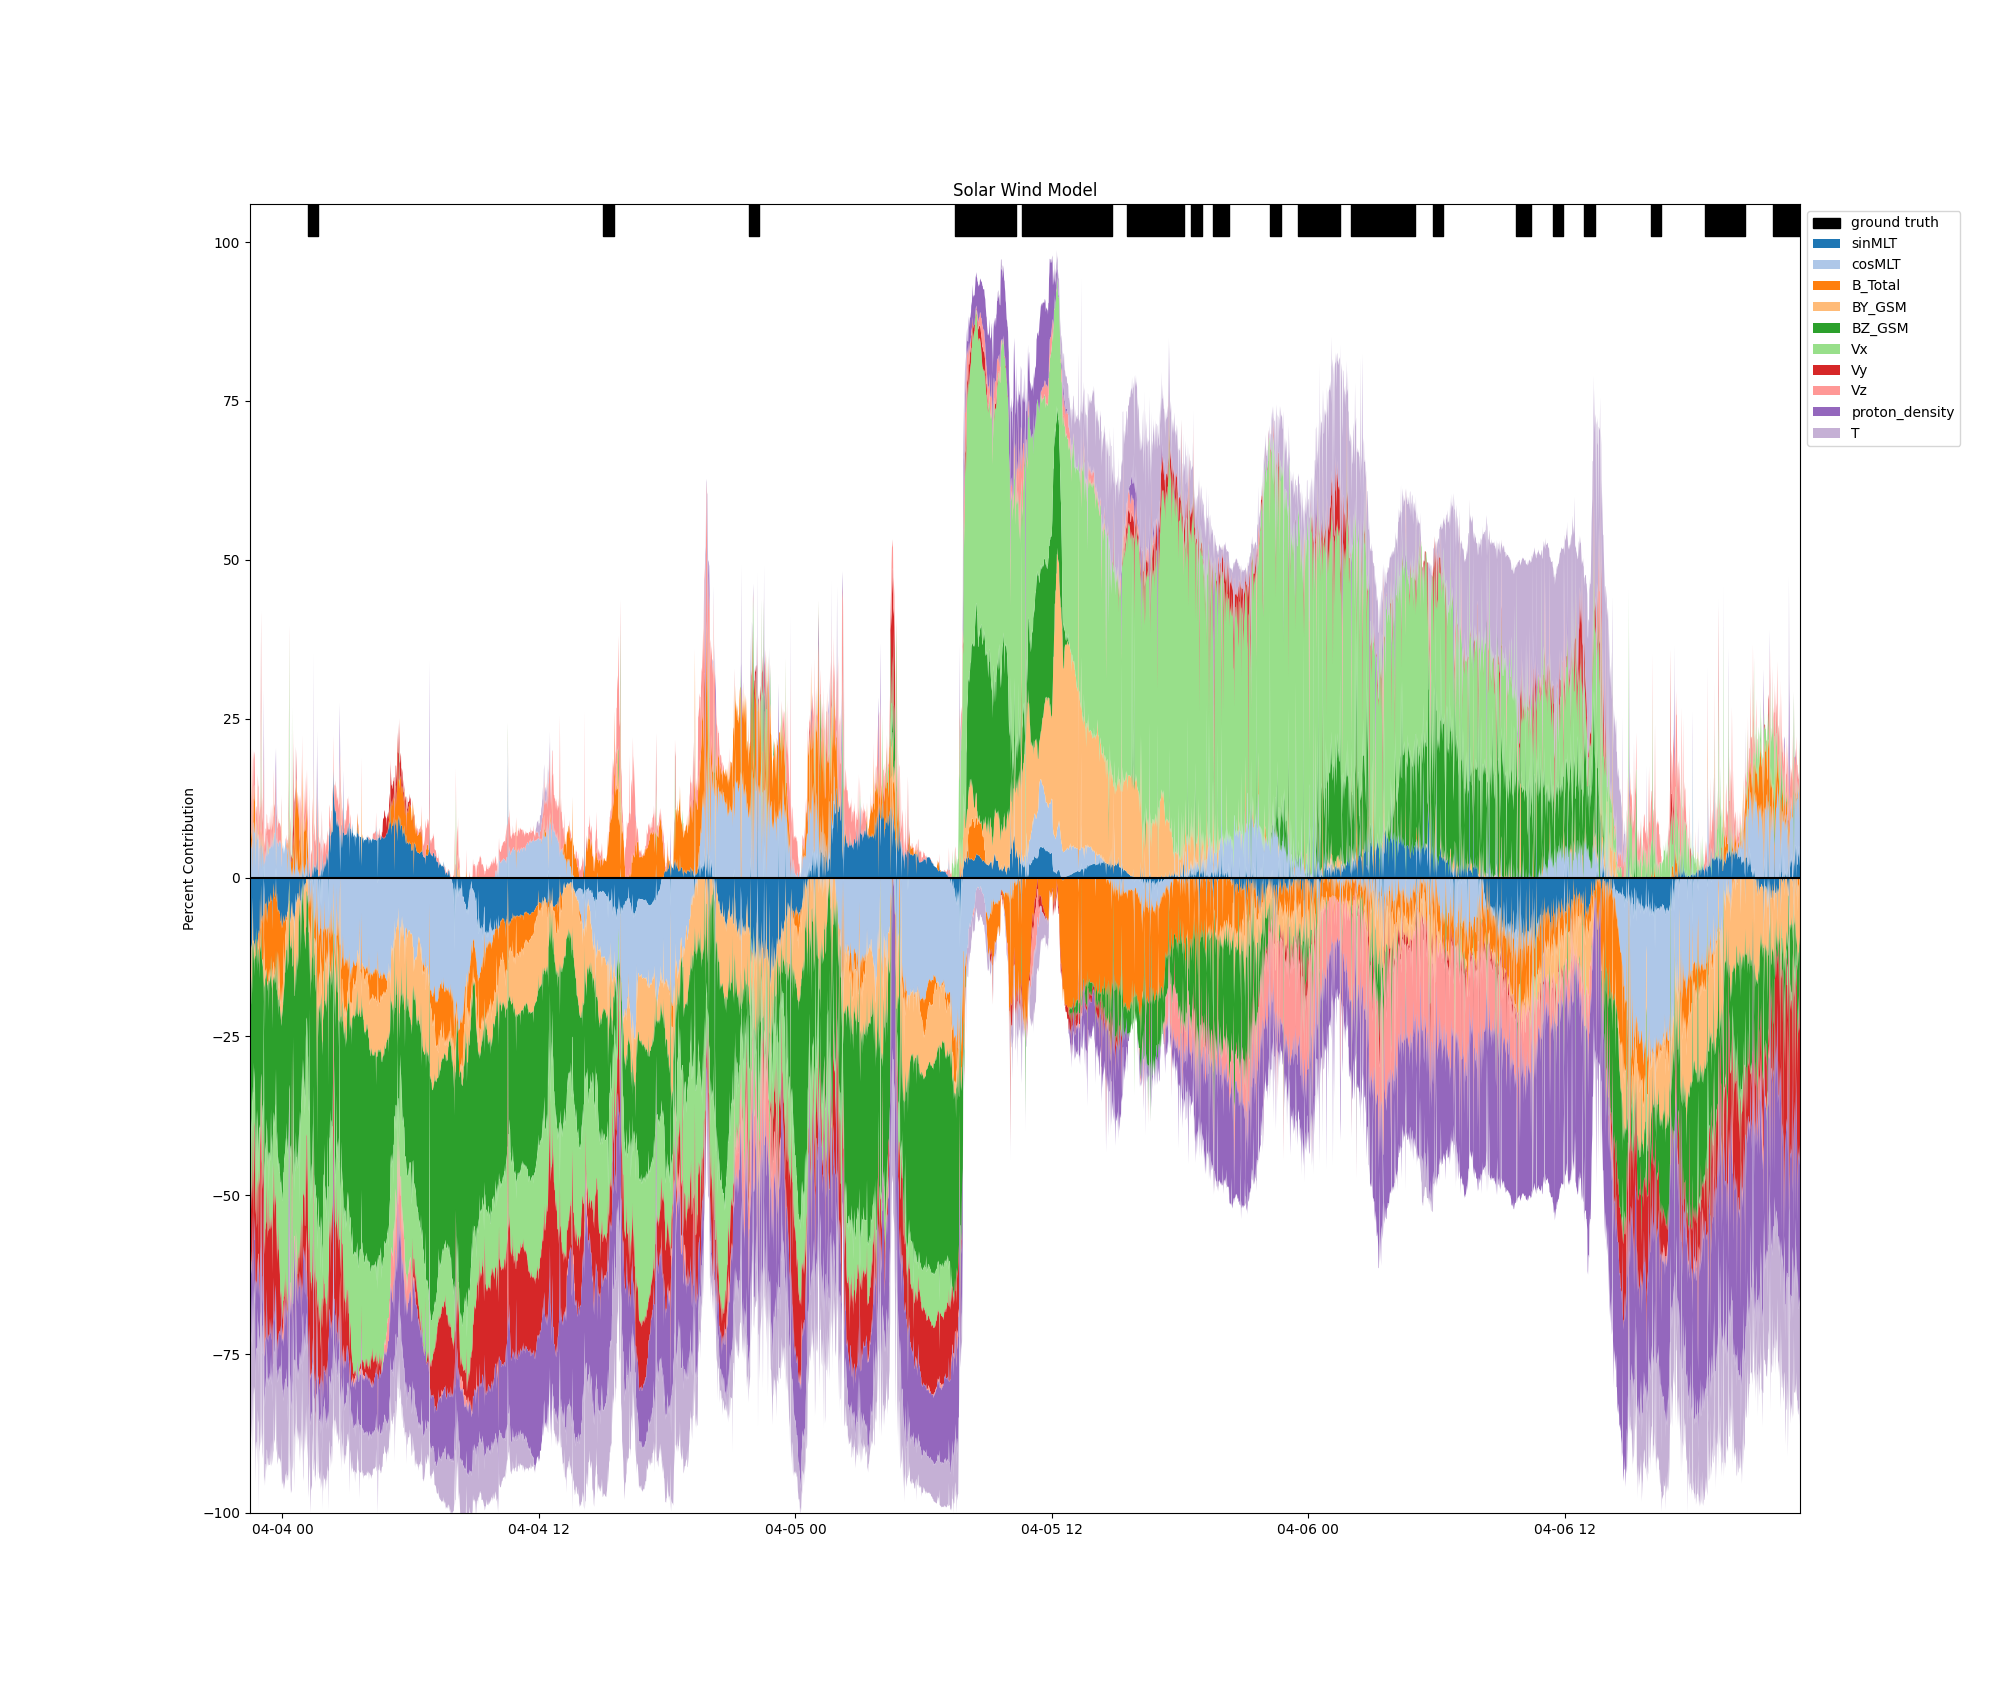 Solar Wind Model
100
75
50
25
0
−25
−50
−75
−100
Percent Contribution
04-04 00
04-04 12
04-05 00
04-05 12
04-06 00
04-06 12
ground truth
sinMLT
cosMLT
B_Total
BY_GSM
BZ_GSM
Vx
Vy
Vz
proton_density
T